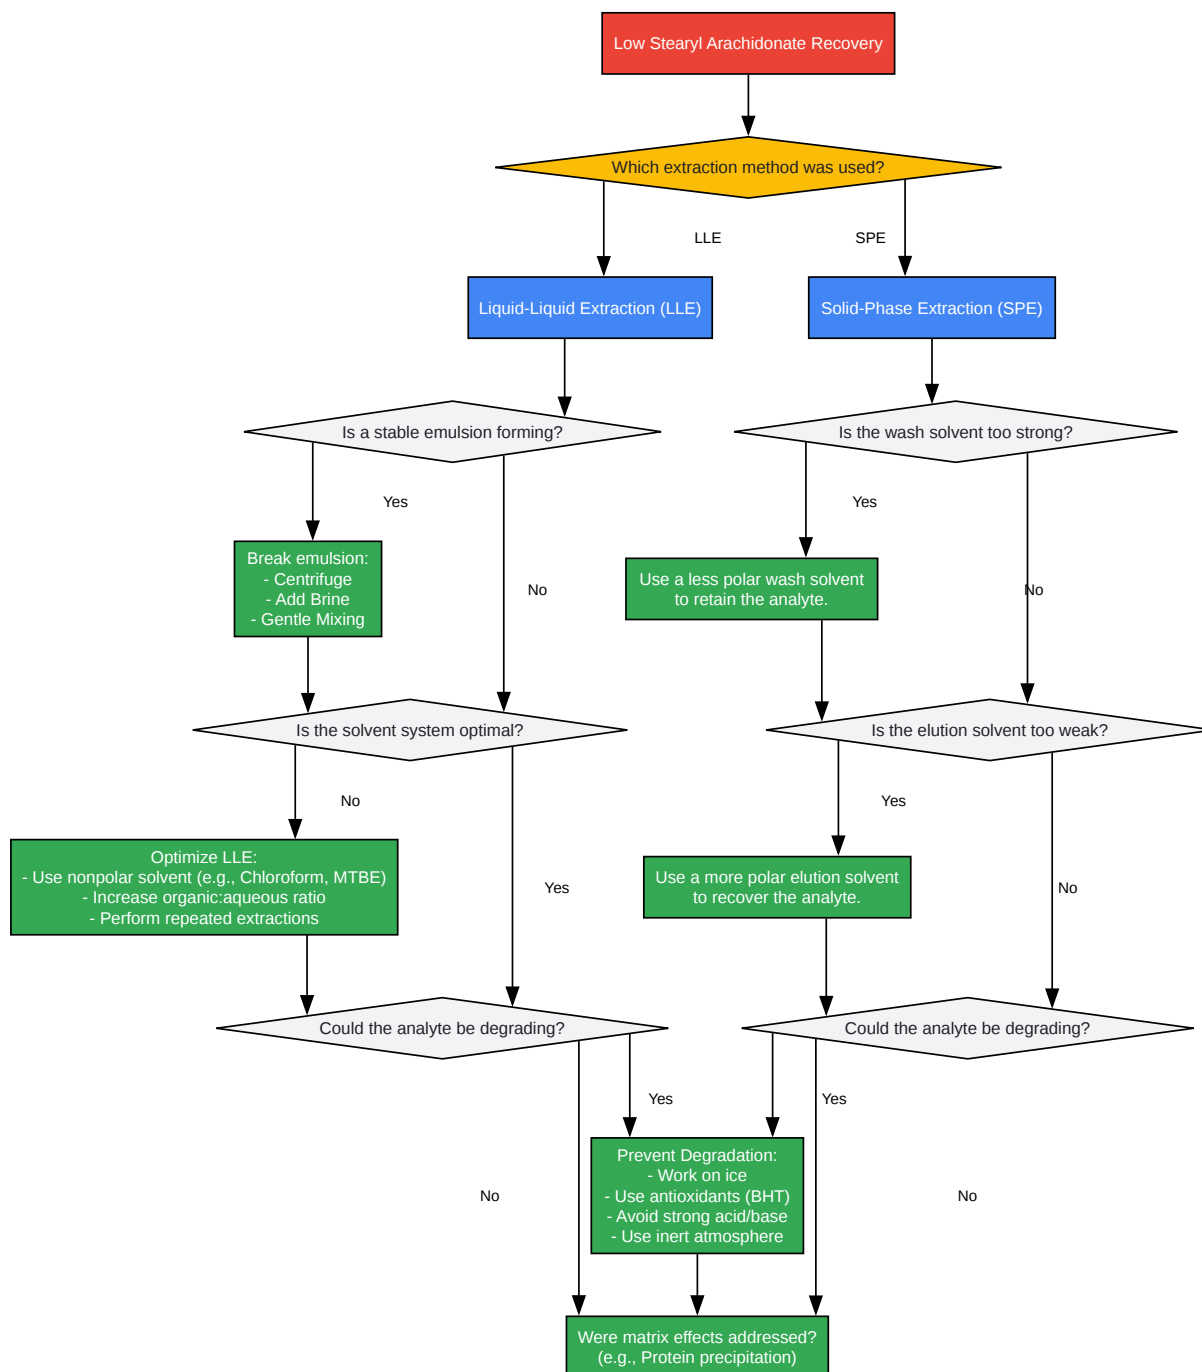 Low Stearyl Arachidonate Recovery
Which extraction method was used?
LLE
SPE
Liquid-Liquid Extraction (LLE)
Solid-Phase Extraction (SPE)
Is a stable emulsion forming?
Is the wash solvent too strong?
Yes
Yes
Break emulsion:
- Centrifuge
- Add Brine
- Gentle Mixing
No
Use a less polar wash solvent
to retain the analyte.
No
Is the solvent system optimal?
Is the elution solvent too weak?
No
Yes
Optimize LLE:
- Use nonpolar solvent (e.g., Chloroform, MTBE)
- Increase organic:aqueous ratio
- Perform repeated extractions
Yes
Use a more polar elution solvent
to recover the analyte.
No
Could the analyte be degrading?
Could the analyte be degrading?
Yes
Yes
Prevent Degradation:
- Work on ice
- Use antioxidants (BHT)
- Avoid strong acid/base
- Use inert atmosphere
No
No
Were matrix effects addressed?
(e.g., Protein precipitation)